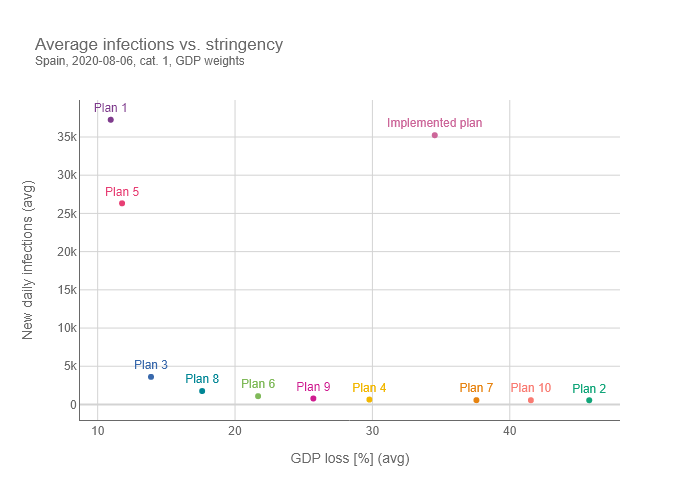 Average infections vs. stringency
Spain, 2020-08-06, cat. 1, GDP weights
Plan 1
Implemented plan
Plan 5
Plan 3
Plan 8
Plan 6
Plan 9
Plan 4
Plan 7
Plan 10
Plan 2
35k
30k
25k
20k
15k
10k
5k
0
10
20
30
40
New daily infections (avg)
GDP loss [%] (avg)